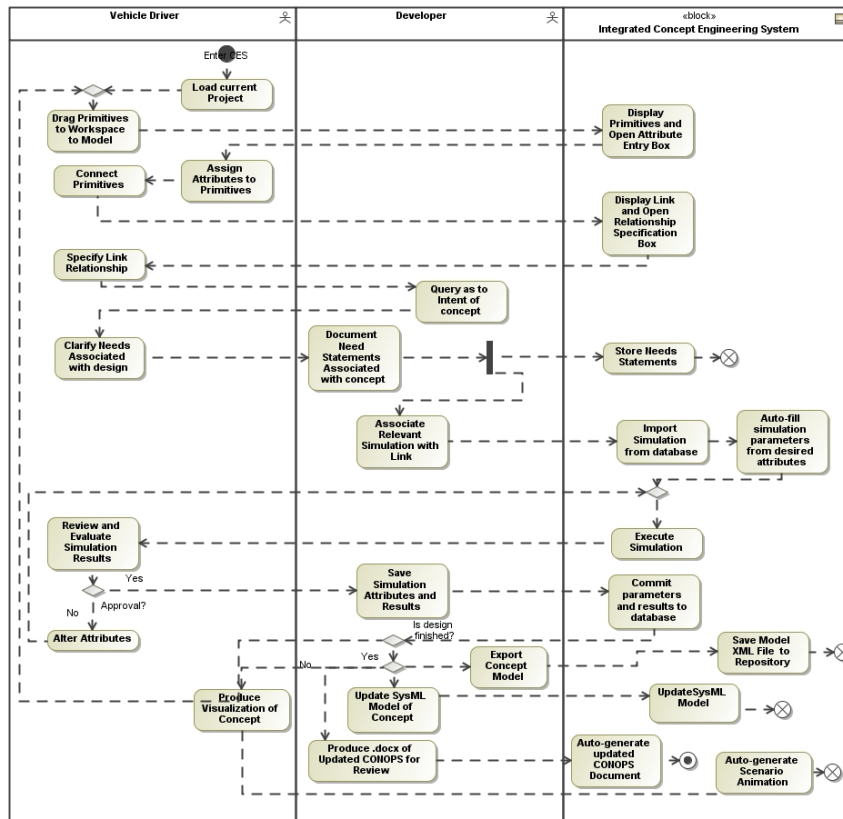 Vehicle Driver
Developer
«block»
Integrated Concept Engineering System
Enter CES
Load current
Project
Drag Primitives
to Workspace
to Model
Display
Primitives and
Open Attribute
Entry Box
Connect
Primitives
Assign
Attributes to
Primitives
Display Link
and Open
Relationship
Specification
Box
Specify Link
Relationship
Query as to
Intent of
concept
Clarify Needs
Associated
with design
Document
Need
Statements
Associated
with concept
Store Needs
Statements
Associate
Relevant
Simulation with
Link
Import
Simulation
from database
Auto-fill
simulation
parameters
from desired
attributes
Review and
Evaluate
Simulation
Results
Execute
Simulation
Yes
Approval?
No
Save
Simulation
Attributes and
Results
Commit
parameters
and results to
database
Alter Attributes
Is design
finished?
Yes
No
Export
Concept
Model
Save Model
XML File to
Repository
Produce
Visualization of
Concept
Update SysML
Model of
Concept
UpdateSysML
Model
Produce .docx of
Updated CONOPS for
Review
Auto-generate
updated
CONOPS
Document
Auto-generate
Scenario
Animation